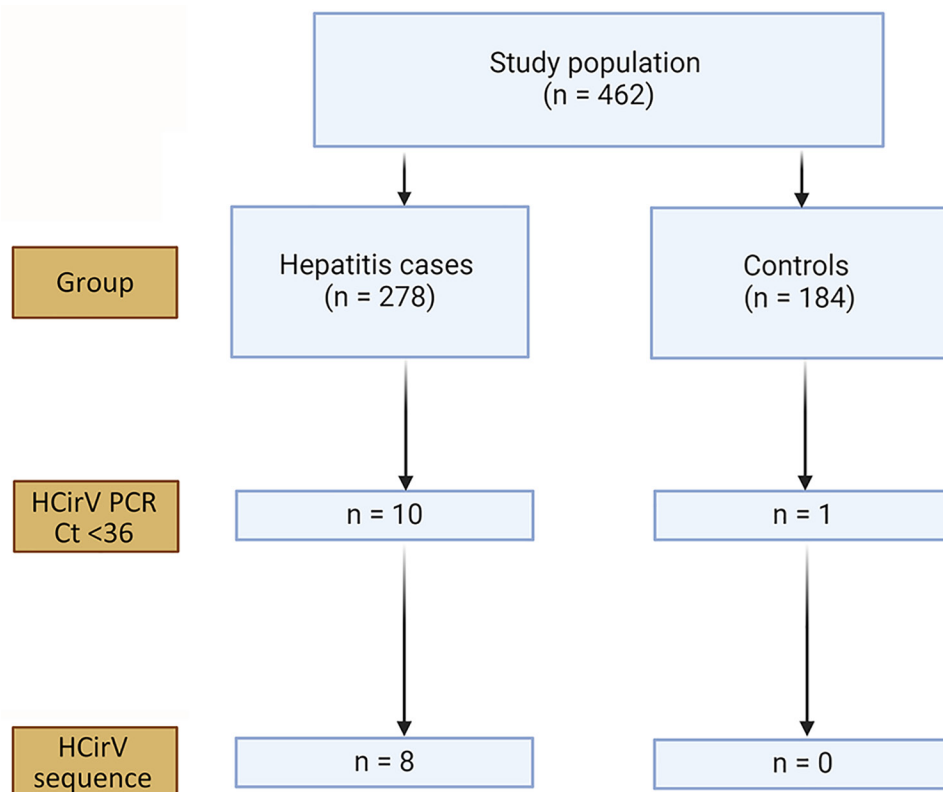 Study population
(n = 462)
Group
Hepatitis cases
(n = 278)
Controls
(n = 184)
HCirV PCR
Ct <36
n = 10
n = 1
HCirV
sequence
n = 8
n = 0